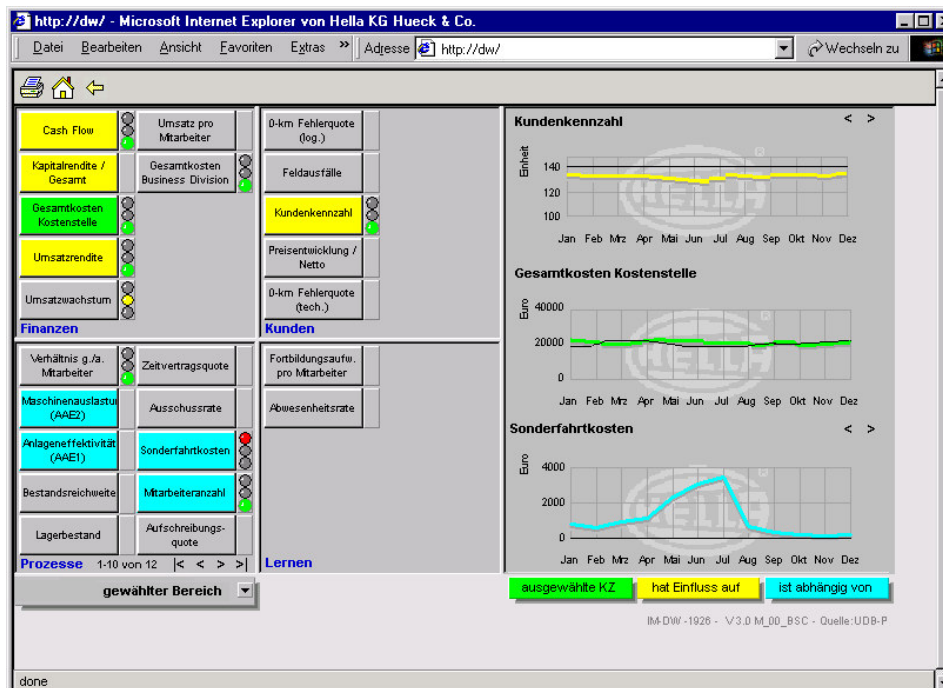 http://dw/ - Microsoft Internet Explorer von Hella KG Hueck & Co.
Datei Bearbeiten Ansicht Favoriten Extras » Adresse http://dw/ Wechseln zu
Cash Flow
Umsatz pro
Mitarbeiter
Kapitalrendite /
Gesamt
Gesamtkosten
Business Division
Gesamtkosten
Kostenstelle
Umsatzrendite
Umsatzwachstum
Finanzen
0-km Fehlerquote
(log.)
Feldausfälle
Kundenkennzahl
Preisentwicklung /
Netto
0-km Fehlerquote
(tech.)
Kunden
Verhältnis g./a.
Mitarbeiter
Zeitvertragsquote
Maschinenauslastu
(AAE2)
Ausschussrate
Anlageneffektivität
(AAE1)
Sonderfahrtkosten
Bestandsreichweite
Mitarbeiteranzahl
Lagerbestand
Aufschreibungs-
quote
Prozesse 1-10 von 12 |< < > >|
Fortbildungsaufw.
pro Mitarbeiter
Abwesenheitsrate
Lernen
gewählter Bereich
Kundenkennzahl < >
Einheit
140
120
100
HELLA
®
Jan Feb Mrz Apr Mai Jun Jul Aug Sep Okt Nov Dez
Gesamtkosten Kostenstelle
Euro
40000
20000
0
HELLA
®
Jan Feb Mrz Apr Mai Jun Jul Aug Sep Okt Nov Dez
Sonderfahrtkosten < >
Euro
4000
2000
0
HELLA
®
Jan Feb Mrz Apr Mai Jun Jul Aug Sep Okt Nov Dez
ausgewählte KZ hat Einfluss auf ist abhängig von
IM-DW -1926 - V3.0 M_00_BSC - Quelle:UDB-P
done